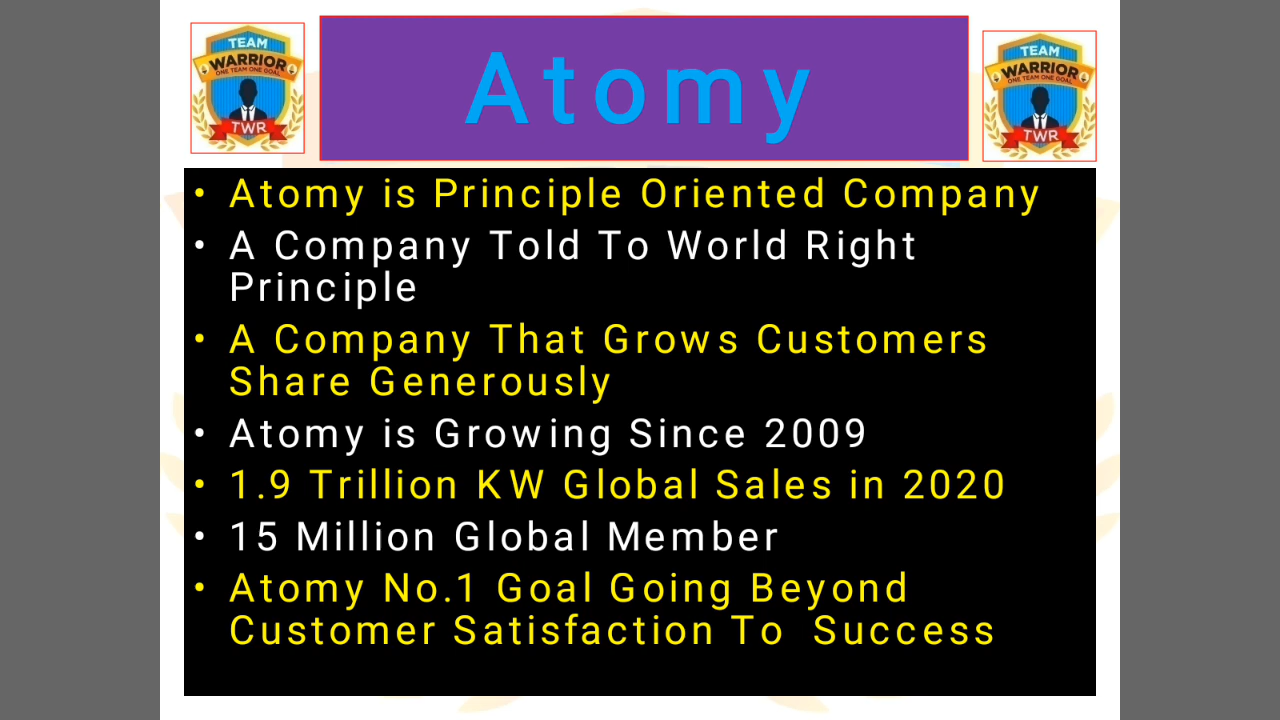 TEAM
WARRIOR
ONE TEAM ONE GOAL
TWR
Atomy
TEAM
WARRIOR
ONE TEAM ONE GOAL
TWR
• Atomy is Principle Oriented Company
• A Company Told To World Right
Principle
• A Company That Grows Customers
Share Generously
• Atomy is Growing Since 2009
• 1.9 Trillion KW Global Sales in 2020
• 15 Million Global Member
• Atomy No.1 Goal Going Beyond
Customer Satisfaction To Success